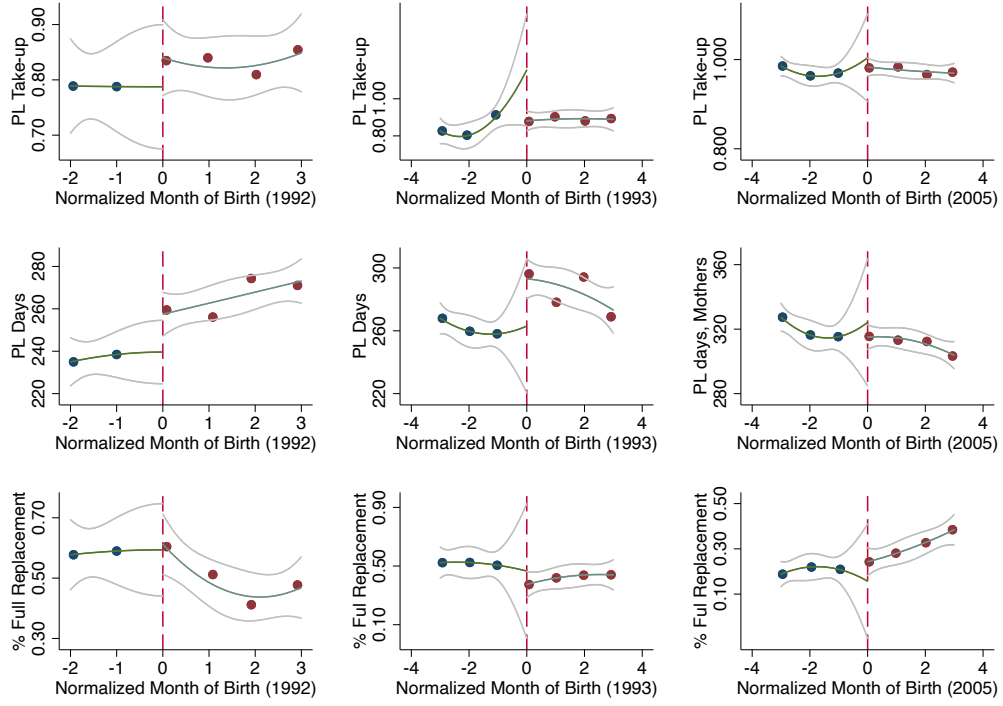 PL Take-up
0.90
0.80
0.70
-2 -1 0 1 2 3
Normalized Month of Birth (1992)
PL Take-up
1.00
0.80
-4 -2 0 2 4
Normalized Month of Birth (1993)
PL Take-up
1.000
0.800
-4 -2 0 2 4
Normalized Month of Birth (2005)
PL Days
280
260
240
220
-2 -1 0 1 2 3
Normalized Month of Birth (1992)
PL Days
300
260
220
-4 -2 0 2 4
Normalized Month of Birth (1993)
PL days, Mothers
360
320
280
-4 -2 0 2 4
Normalized Month of Birth (2005)
% Full Replacement
0.70
0.50
0.30
-2 -1 0 1 2 3
Normalized Month of Birth (1992)
% Full Replacement
0.90
0.50
0.10
-4 -2 0 2 4
Normalized Month of Birth (1993)
% Full Replacement
0.50
0.30
0.10
-4 -2 0 2 4
Normalized Month of Birth (2005)